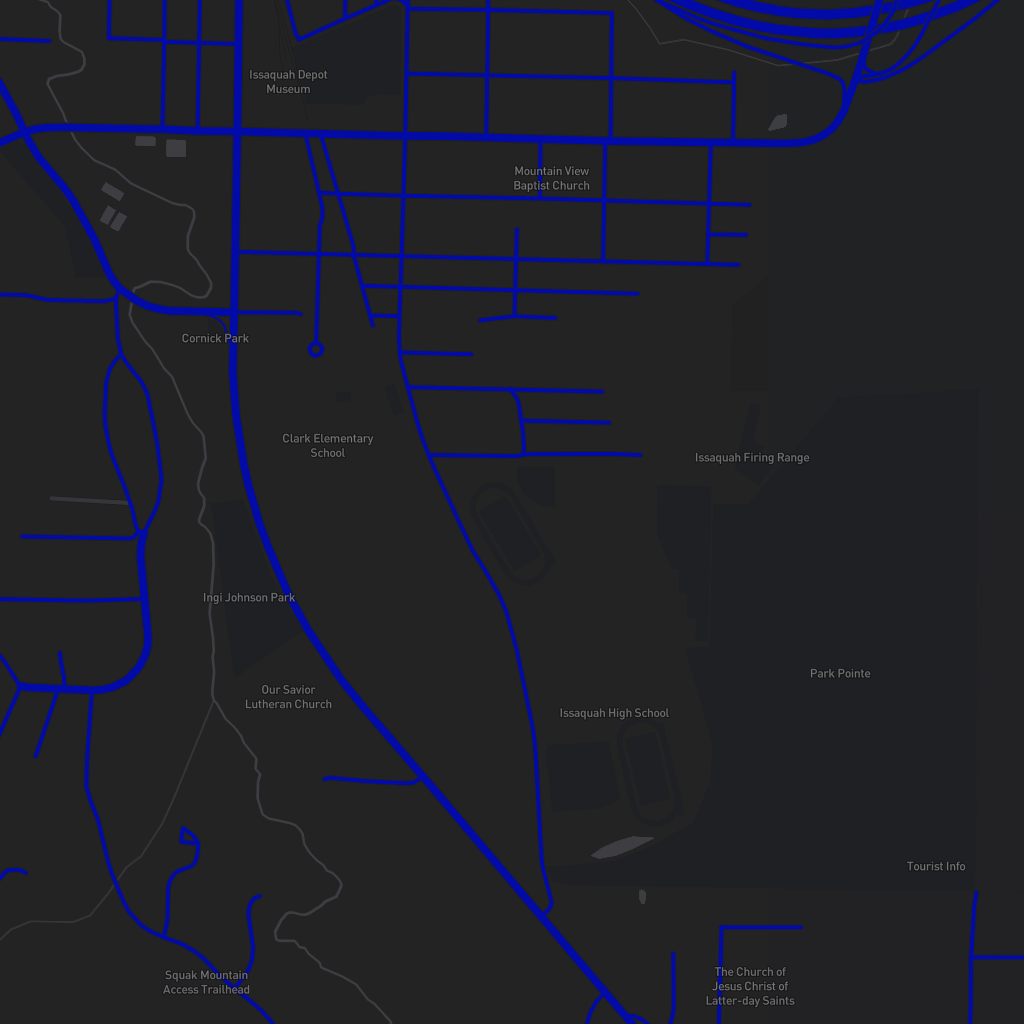 Issaquah Depot
Museum
Mountain View
Baptist Church
Cornick Park
Clark Elementary
School
Issaquah Firing Range
Ingi Johnson Park
Park Pointe
Our Savior
Lutheran Church
Issaquah High School
Tourist Info
Squak Mountain
Access Trailhead
The Church of
Jesus Christ of
Latter-day Saints